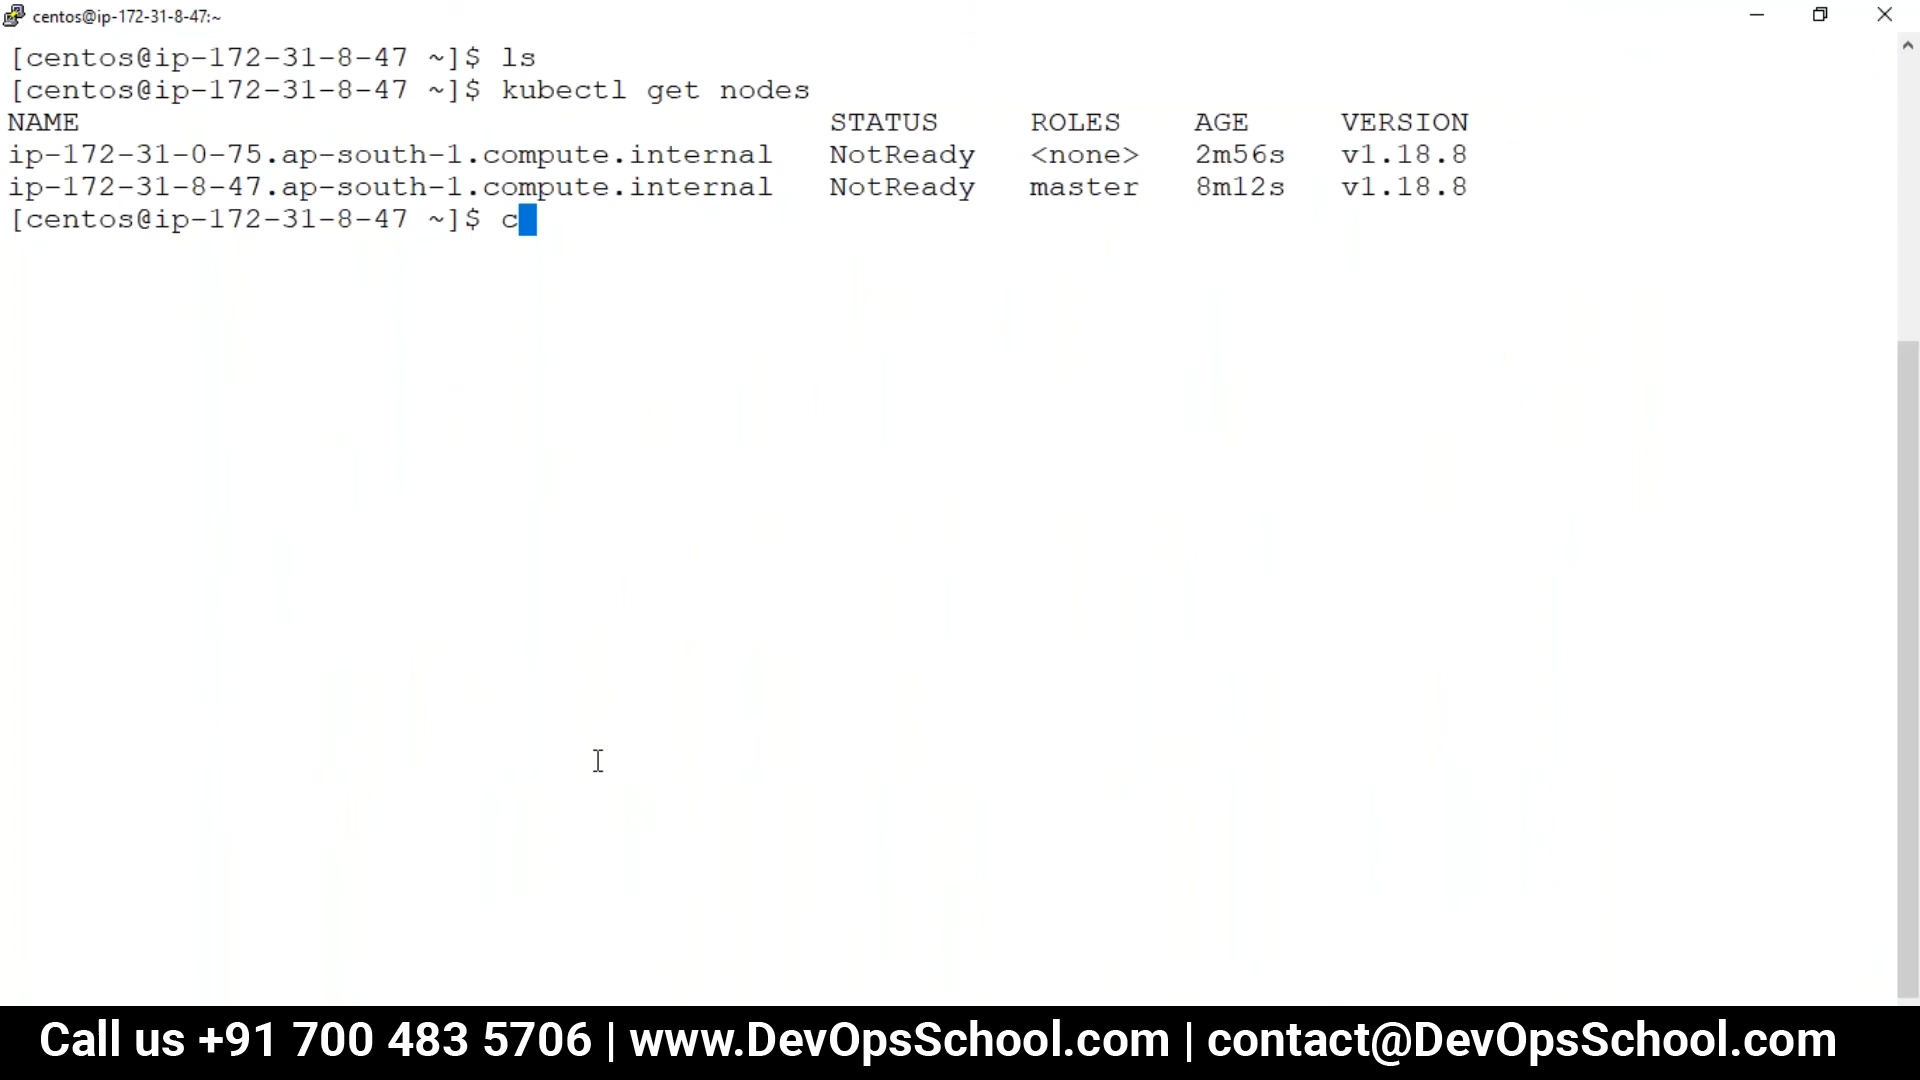 centos@ip-172-31-8-47:~
[centos@ip-172-31-8-47 ~]$ ls
[centos@ip-172-31-8-47 ~]$ kubectl get nodes
NAME STATUS ROLES AGE VERSION
ip-172-31-0-75.ap-south-1.compute.internal NotReady <none> 2m56s v1.18.8
ip-172-31-8-47.ap-south-1.compute.internal NotReady master 8m12s v1.18.8
[centos@ip-172-31-8-47 ~]$ c
Call us +91 700 483 5706 | www.DevOpsSchool.com | contact@DevOpsSchool.com